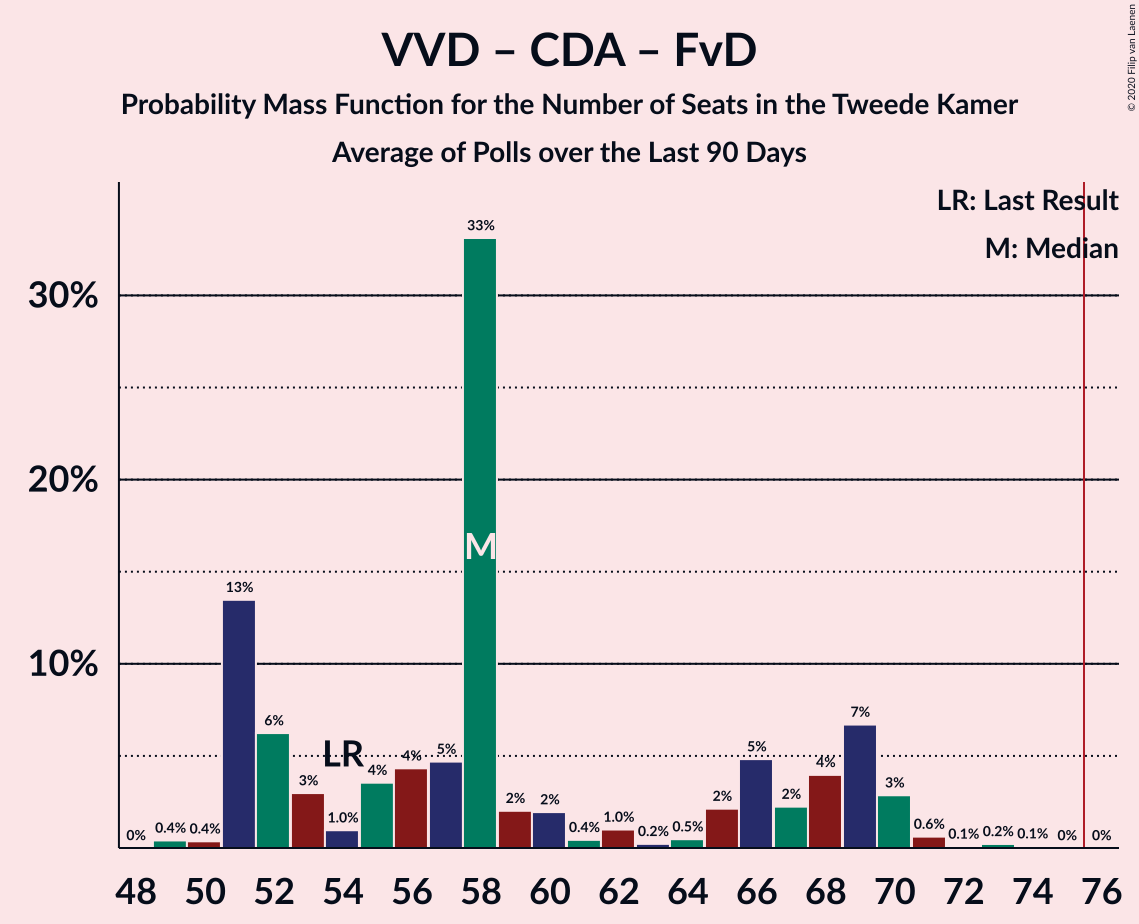 VVD – CDA – FvD
Probability Mass Function for the Number of Seats in the Tweede Kamer
Average of Polls over the Last 90 Days
© 2020 Filip van Laenen
LR: Last Result
M: Median
30%
20%
10%
0% 0.4% 0.4% 13% 6% 3% 1.0% 4% 4% 5% 33% 2% 2% 0.4% 1.0% 0.2% 0.5% 2% 5% 2% 4% 7% 3% 0.6% 0.1% 0.2% 0.1% 0% 0%
LR
M
48 50 52 54 56 58 60 62 64 66 68 70 72 74 76